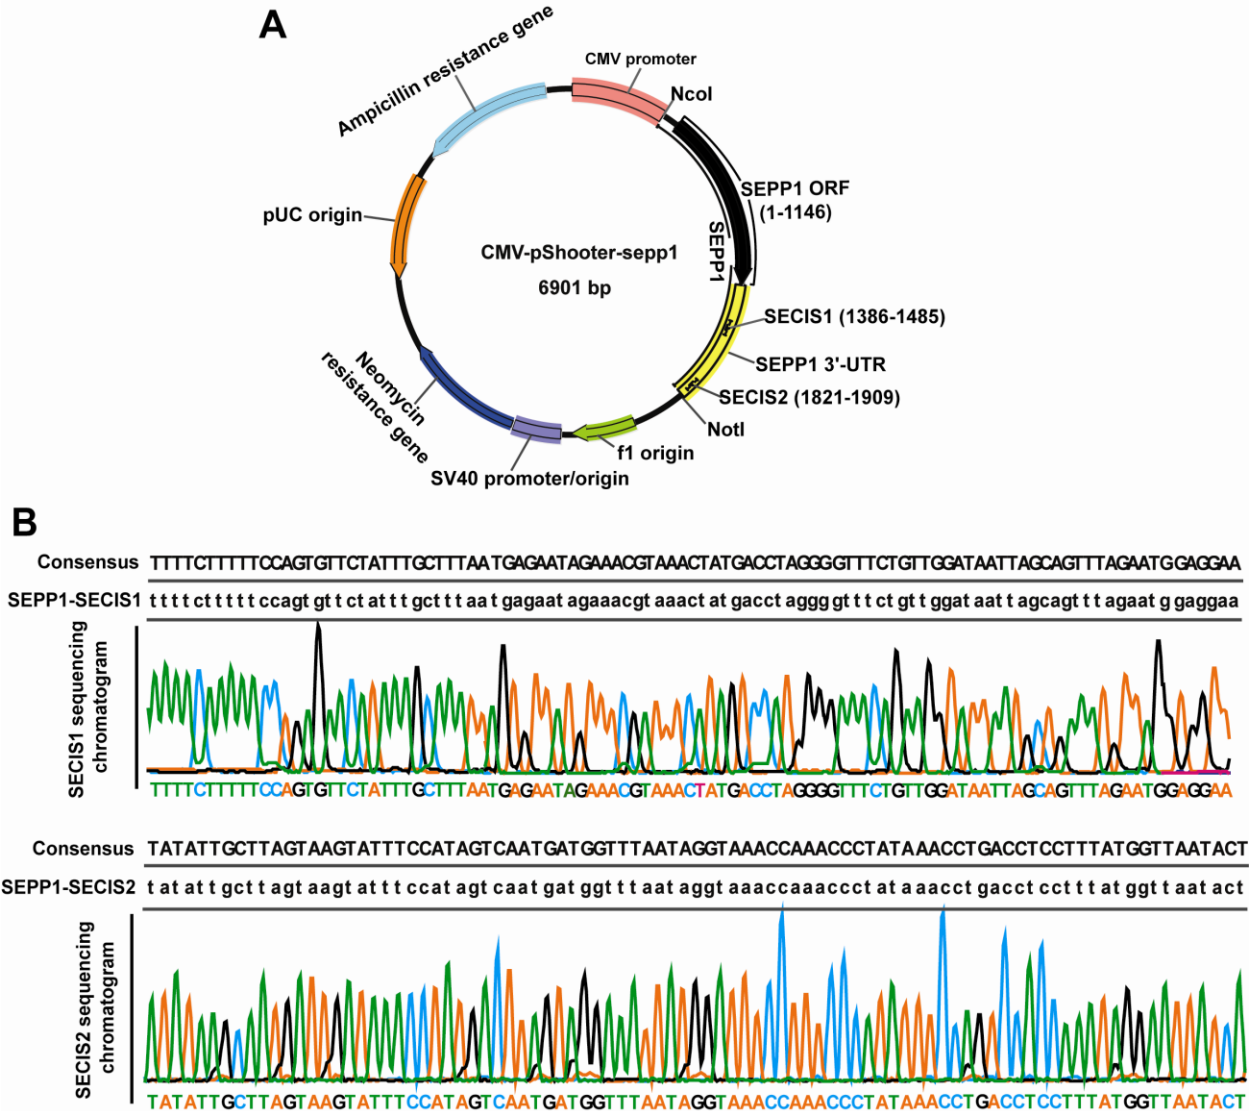 A
Ampicillin resistance gene
CMV promoter
NcoI
SEPP1 ORF
(1-1146)
pUC origin
SEPP1
CMV-pShooter-sepp1
6901 bp
SECIS1 (1386-1485)
SEPP1 3'-UTR
SECIS2 (1821-1909)
NotI
Neomycin
resistance gene
f1 origin
SV40 promoter/origin
B
Consensus TTTTCTTTTTCCAGTGTTCTATTTGCTTTAATGAGAATAGAAACGTAAACTATGACCTAGGGGTTTCTGTTGGATAATTAGCAGTTTAGAATGGAGGAA
SEPP1-SECIS1 ttttctttttccagtgttctatttgctttaatgagaatagaaacgtaaactatgacctaggggtttctgttggataattagcagtttagaatggaggaa
SECIS1 sequencing
chromatogram
TTTTCTTTTTCCAGTGTTCTATTTGCTTTAATGAGAATAGAAACGTAAACTATGACCTAGGGGTTTCTGTTGGATAATTAGCAGTTTAGAATGGAGGAA
Consensus TATATTGCTTAGTAAGTATTTCCATAGTCAATGATGGTTTAATAGGTAAACCAAACCCTATAAACCTGACCTCCTTTATGGTTAATACT
SEPP1-SECIS2 tatattgcttagtaagtatttccatagtcaatgatggtttaataggtaaaccaaaccctataaacctgacctcctttatggttaatact
SECIS2 sequencing
chromatogram
TATATTGCTTAGTAAGTATTTCCATAGTCAATGATGGTTTAATAGGTAAACCAAACCCTATAAACCTGACCTCCTTTATGGTTAATACT